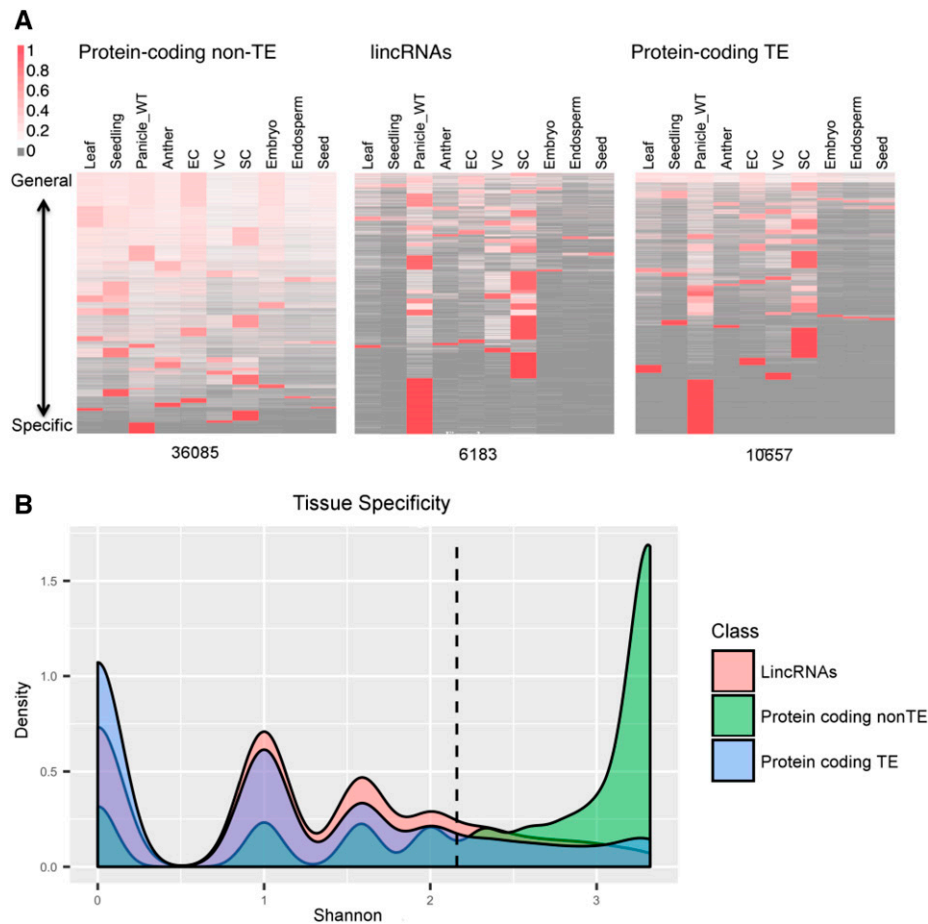 A
1
0.8
0.6
0.4
0.2
0
Protein-coding non-TE
lincRNAs
Protein-coding TE
Leaf
Seedling
Panicle_WT
Anther
EC
VC
SC
Embryo
Endosperm
Seed
Leaf
Seedling
Panicle_WT
Anther
EC
VC
SC
Embryo
Endosperm
Seed
Leaf
Seedling
Panicle_WT
Anther
EC
VC
SC
Embryo
Endosperm
Seed
General
Specific
36085
6183
10657
B
Tissue Specificity
Density
1.5
1.0
0.5
0.0
0
1
2
3
Shannon
Class
LincRNAs
Protein coding nonTE
Protein coding TE